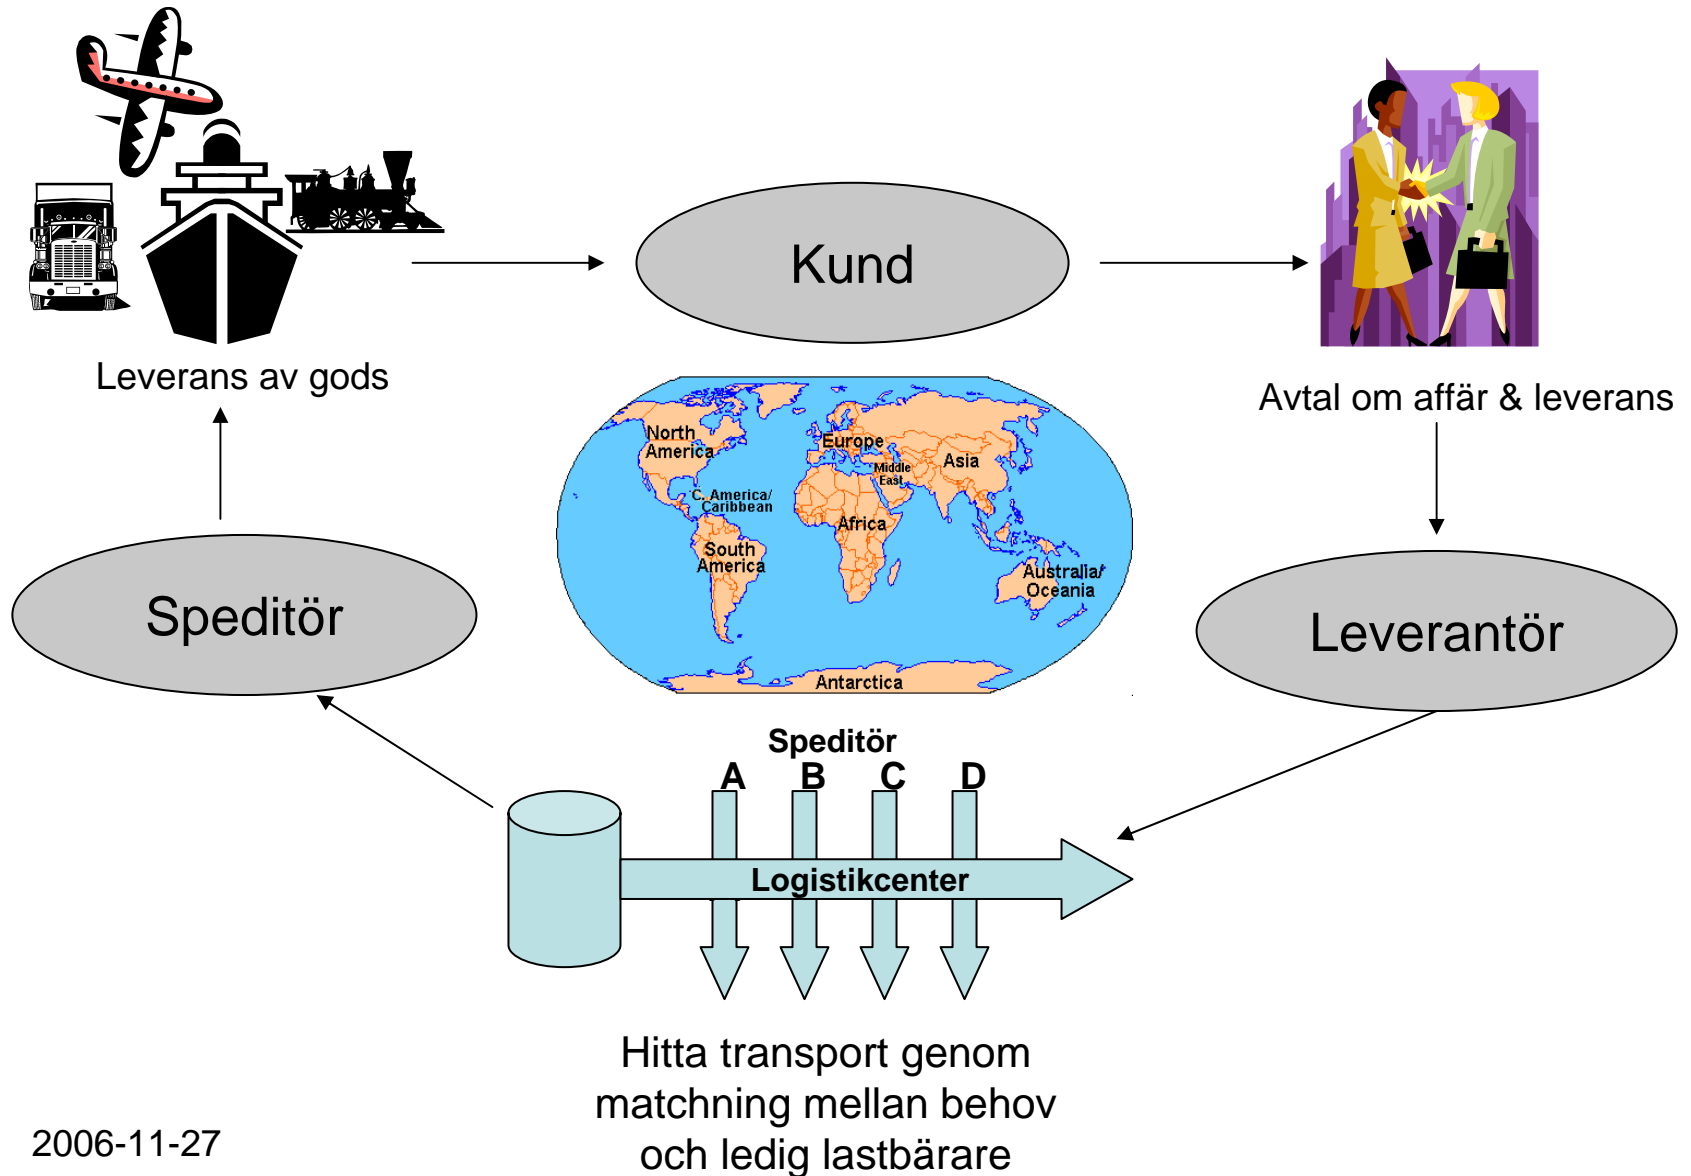 Kund
Leverans av gods
Avtal om affär & leverans
North
America
Europe
Asia
Middle
East
C. America/
Caribbean
Africa
South
America
Australia/
Oceania
Antarctica
Speditör
Leverantör
Speditör
A B C D
Logistikcenter
Hitta transport genom
matchning mellan behov
och ledig lastbärare
2006-11-27